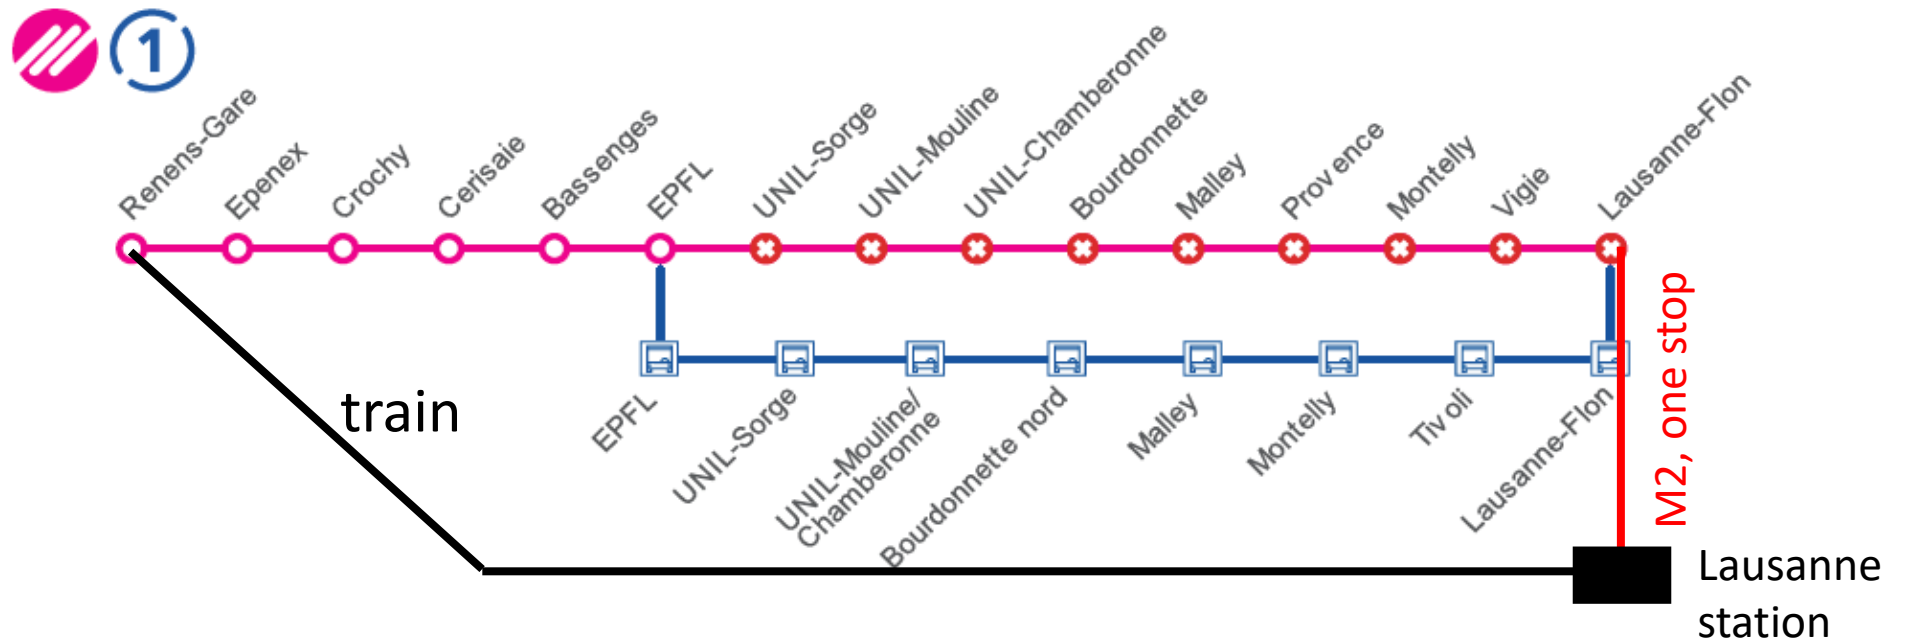 1
Renens-Gare
Epenex
Crochy
Cerisaie
Bassenges
EPFL
UNIL-Sorge
UNIL-Mouline
UNIL-Chamberonne
Bourdonnette
Malley
Provence
Montelly
Vigie
Lausanne-Flon
EPFL
UNIL-Sorge
UNIL-Mouline/
Chamberonne
Bourdonnette nord
Malley
Montelly
Tivoli
Lausanne-Flon
train
M2, one stop
Lausanne
station